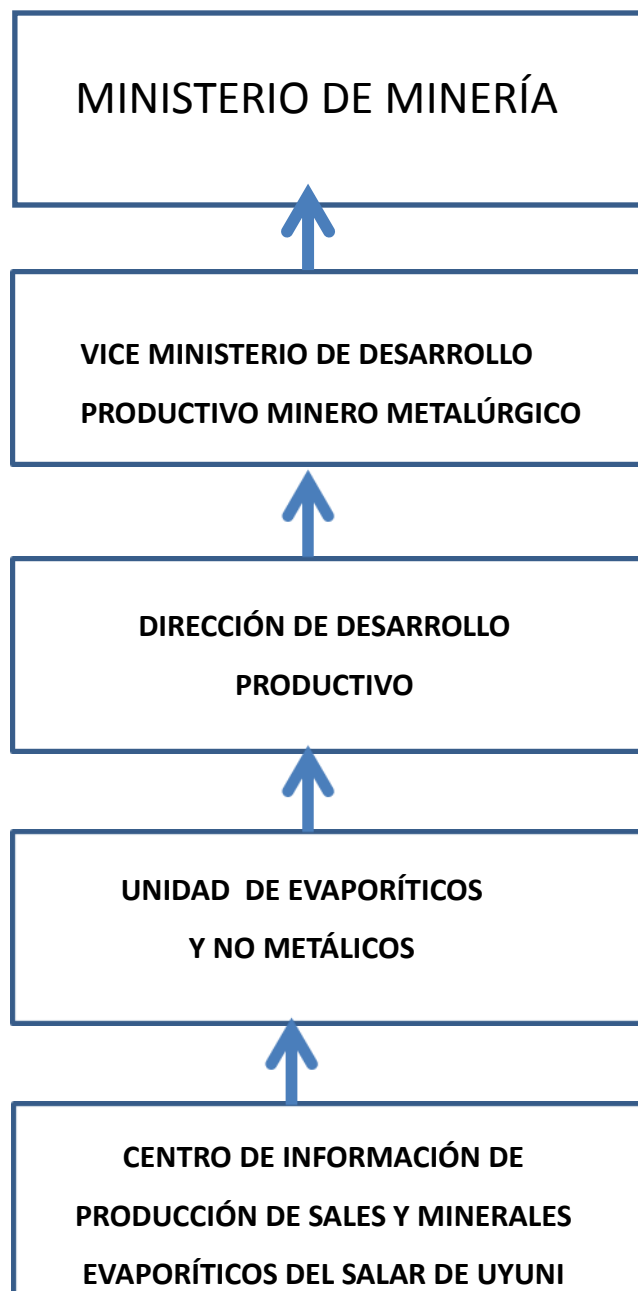 MINISTERIO DE MINERÍA
VICE MINISTERIO DE DESARROLLO
PRODUCTIVO MINERO METALÚRGICO
DIRECCIÓN DE DESARROLLO
PRODUCTIVO
UNIDAD DE EVAPORÍTICOS
Y NO METÁLICOS
CENTRO DE INFORMACIÓN DE
PRODUCCIÓN DE SALES Y MINERALES
EVAPORÍTICOS DEL SALAR DE UYUNI